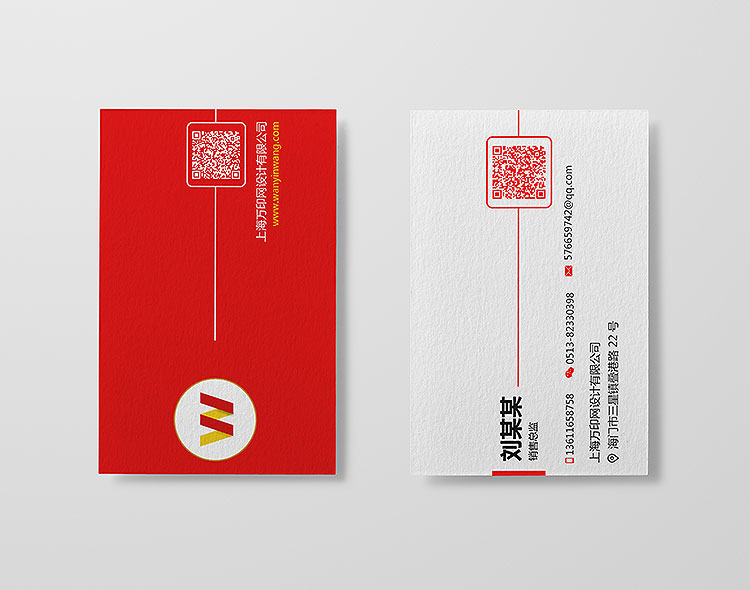 W
上海万印网设计有限公司
www.wanyinwang.com
刘某某
销售总监
13611658758 0513-82330398 576659742@qq.com
上海万印网设计有限公司
海门市三星镇叠港路 22 号